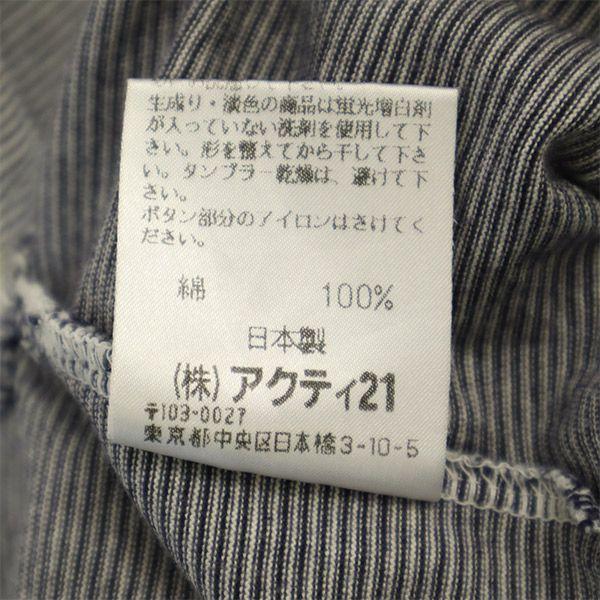 生成り・淡色の商品は蛍光増白剤
が入っていない洗剤を使用して下
さい。形を整えてから干して下さ
い。タンブラー乾燥は、避けて下
さい。
ボタン部分のアイロンはさけてく
ださい。
綿 100%
日本製
(株)アクティ21
〒103-0027
東京都中央区日本橋3-10-5